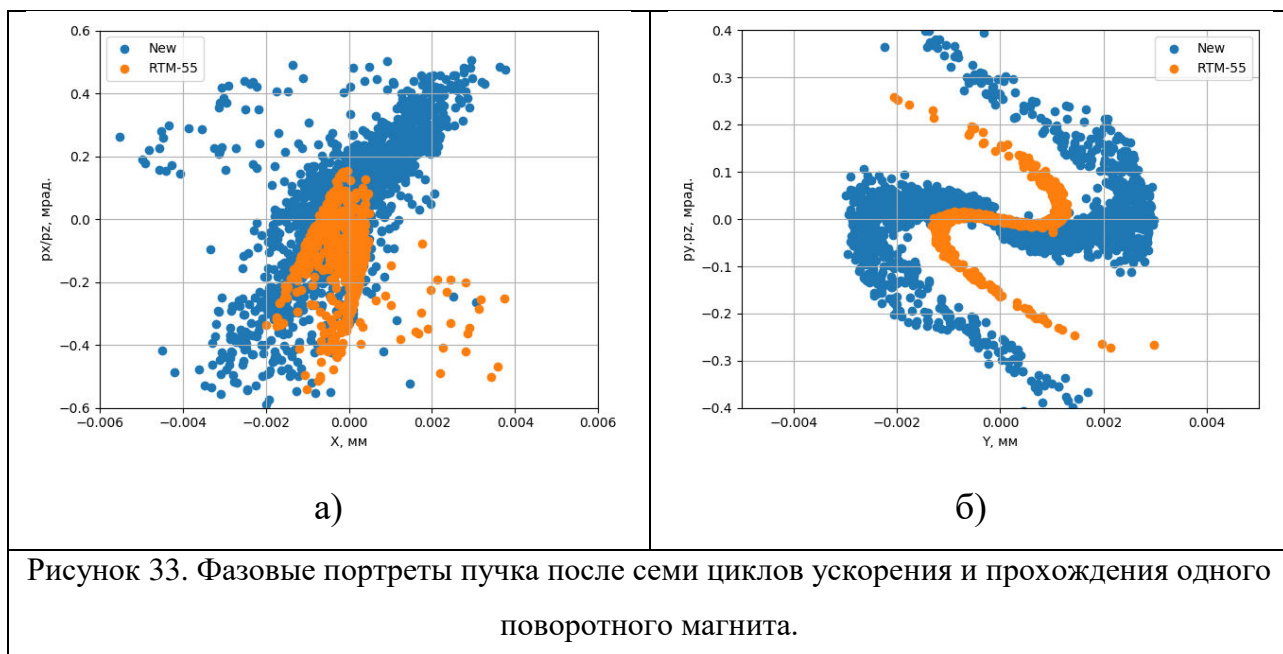 0.6
0.4
0.2
0.0
−0.2
−0.4
−0.6
px/pz, мрад.
New
RTM-55
−0.006
−0.004
−0.002
0.000
0.002
0.004
0.006
X, мм
а)
0.4
0.3
0.2
0.1
0.0
−0.1
−0.2
−0.3
−0.4
py.pz, мрад.
New
RTM-55
−0.004
−0.002
0.000
0.002
0.004
Y, мм
б)
Рисунок 33. Фазовые портреты пучка после семи циклов ускорения и прохождения одного
поворотного магнита.